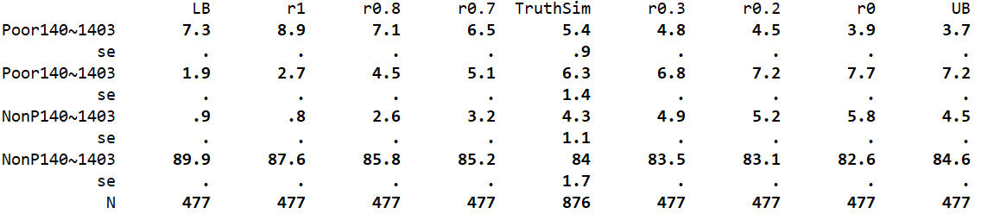 LB r1 r0.8 r0.7 TruthSim r0.3 r0.2 r0 UB
Poor140~1403 7.3 8.9 7.1 6.5 5.4 4.8 4.5 3.9 3.7
se . . . . .9 . . . .
Poor140~1403 1.9 2.7 4.5 5.1 6.3 6.8 7.2 7.7 7.2
se . . . . 1.4 . . . .
NonP140~1403 .9 .8 2.6 3.2 4.3 4.9 5.2 5.8 4.5
se . . . . 1.1 . . . .
NonP140~1403 89.9 87.6 85.8 85.2 84 83.5 83.1 82.6 84.6
se . . . . 1.7 . . . .
N 477 477 477 477 876 477 477 477 477